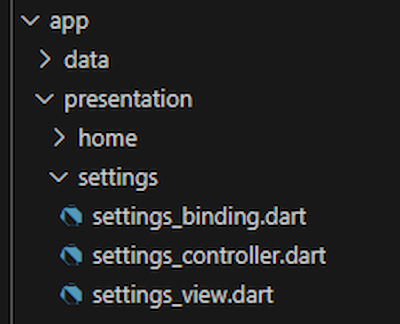 app
data
presentation
home
settings
settings_binding.dart
settings_controller.dart
settings_view.dart